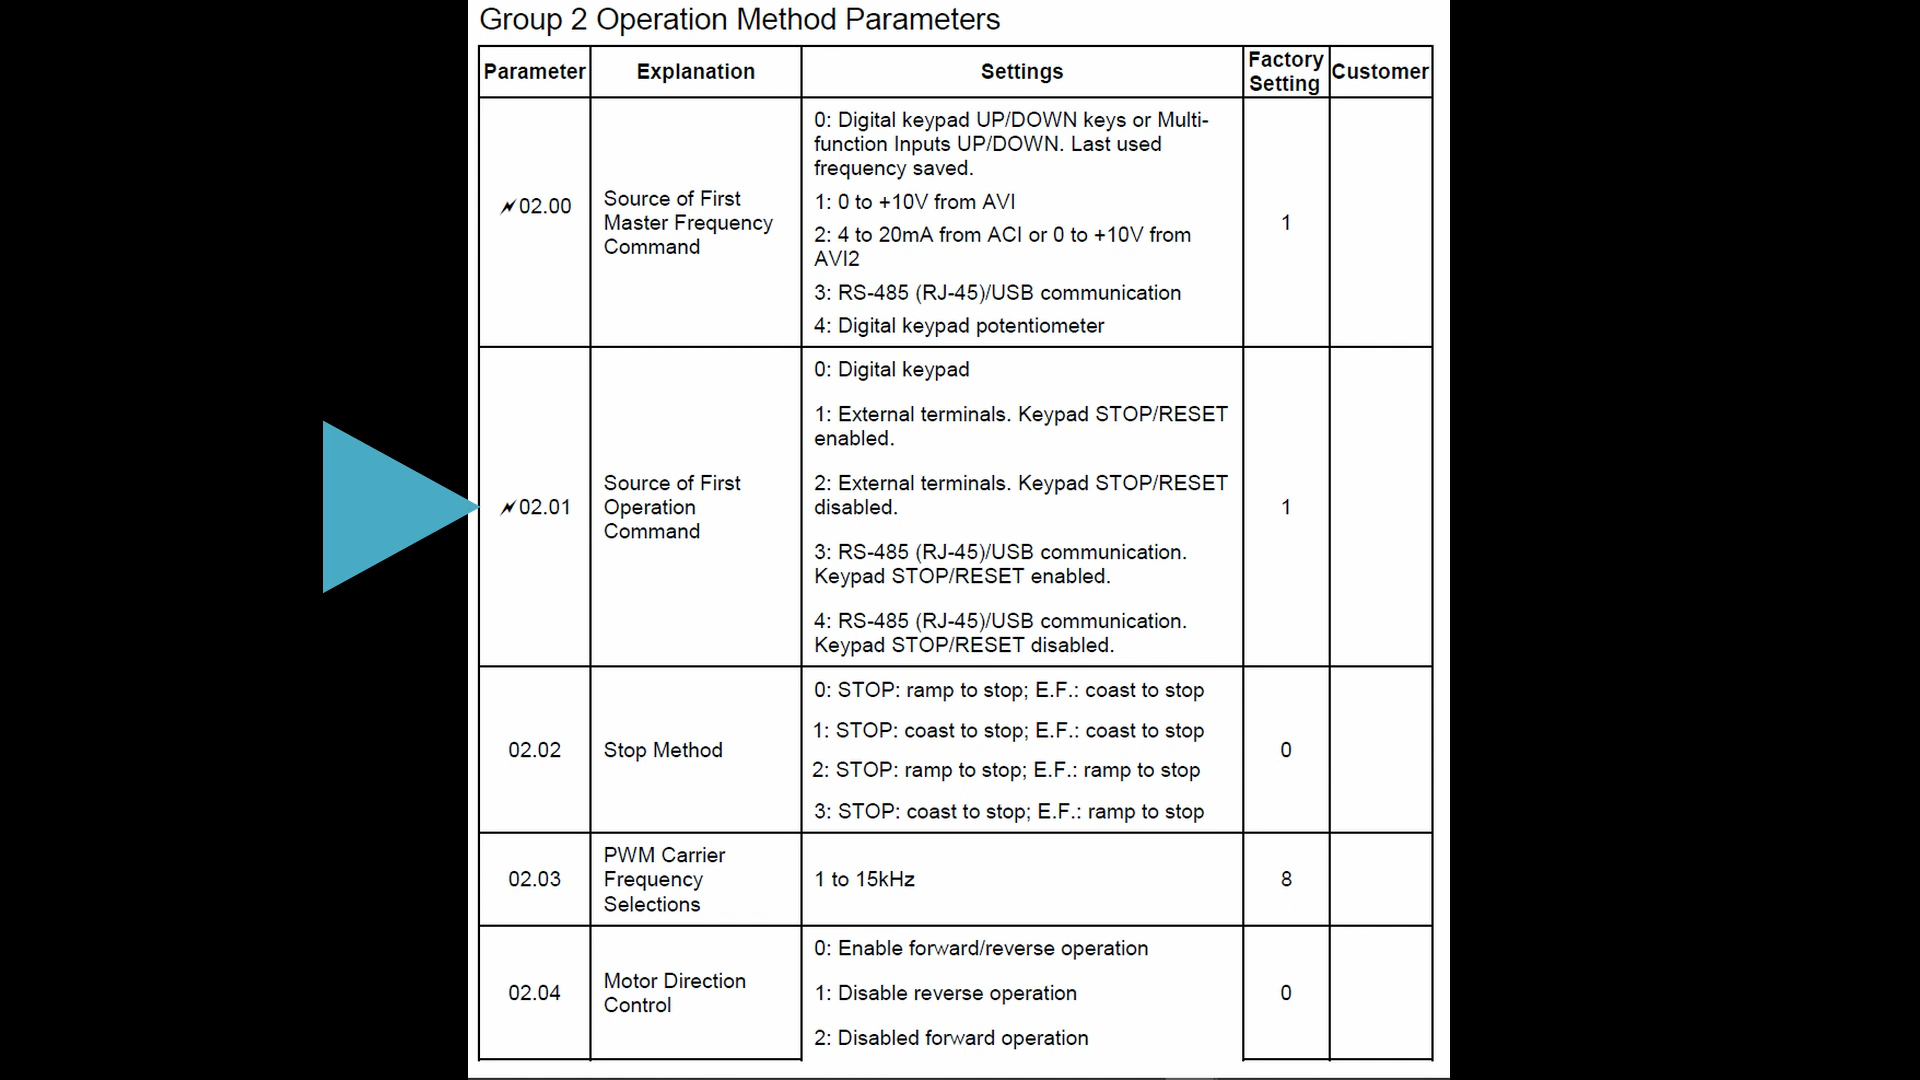 Group 2 Operation Method Parameters
Parameter Explanation Settings Factory Setting Customer
02.00
Source of First
Master Frequency
Command
0: Digital keypad UP/DOWN keys or Multi-
function Inputs UP/DOWN. Last used
frequency saved.
1: 0 to +10V from AVI
2: 4 to 20mA from ACI or 0 to +10V from
AVI2
3: RS-485 (RJ-45)/USB communication
4: Digital keypad potentiometer
1
02.01
Source of First
Operation
Command
0: Digital keypad
1: External terminals. Keypad STOP/RESET
enabled.
2: External terminals. Keypad STOP/RESET
disabled.
3: RS-485 (RJ-45)/USB communication.
Keypad STOP/RESET enabled.
4: RS-485 (RJ-45)/USB communication.
Keypad STOP/RESET disabled.
1
02.02
Stop Method
0: STOP: ramp to stop; E.F.: coast to stop
1: STOP: coast to stop; E.F.: coast to stop
2: STOP: ramp to stop; E.F.: ramp to stop
3: STOP: coast to stop; E.F.: ramp to stop
0
02.03
PWM Carrier
Frequency
Selections
1 to 15kHz
8
02.04
Motor Direction
Control
0: Enable forward/reverse operation
1: Disable reverse operation
2: Disabled forward operation
0